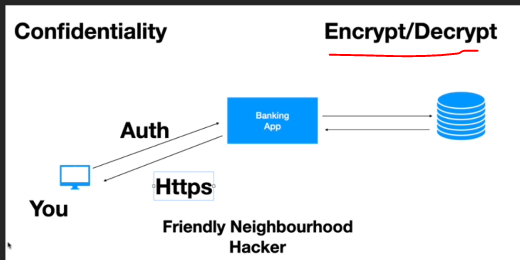 Confidentiality
Encrypt/Decrypt
Banking
App
Auth
Https
You
Friendly Neighbourhood
Hacker